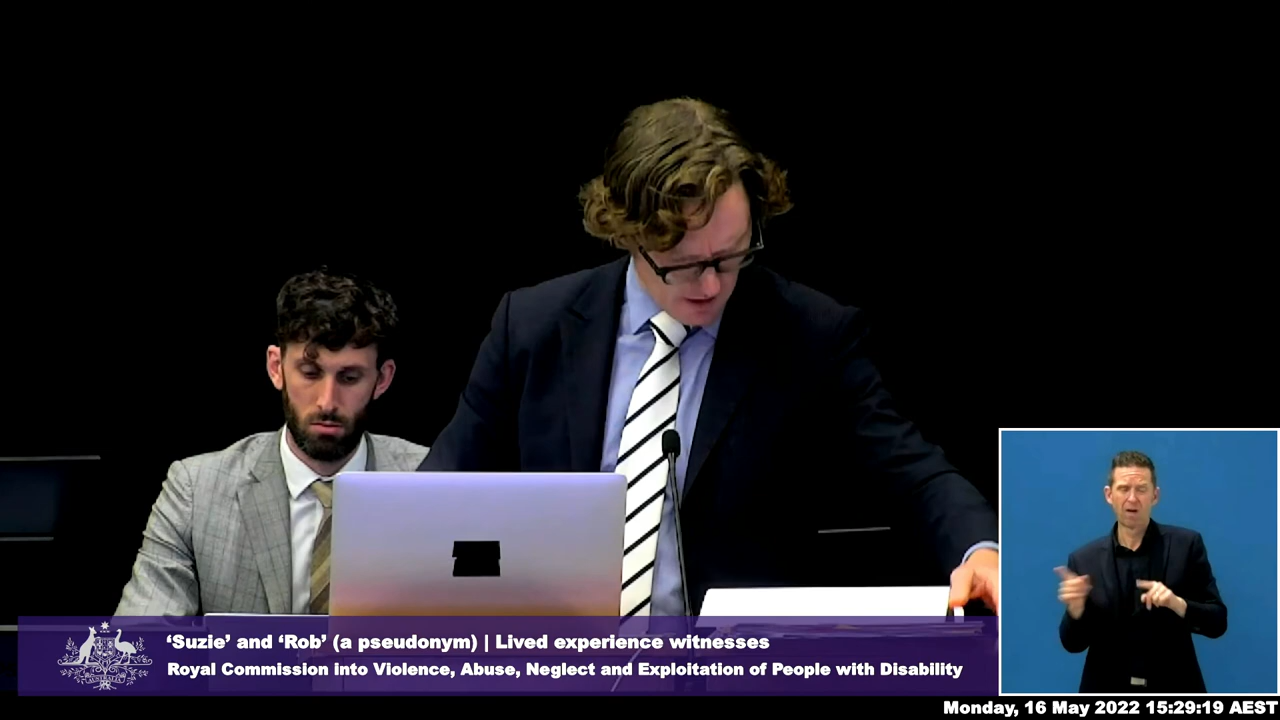 ‘Suzie’ and ‘Rob’ (a pseudonym) | Lived experience witnesses
Royal Commission into Violence, Abuse, Neglect and Exploitation of People with Disability
Monday, 16 May 2022 15:29:19 AEST